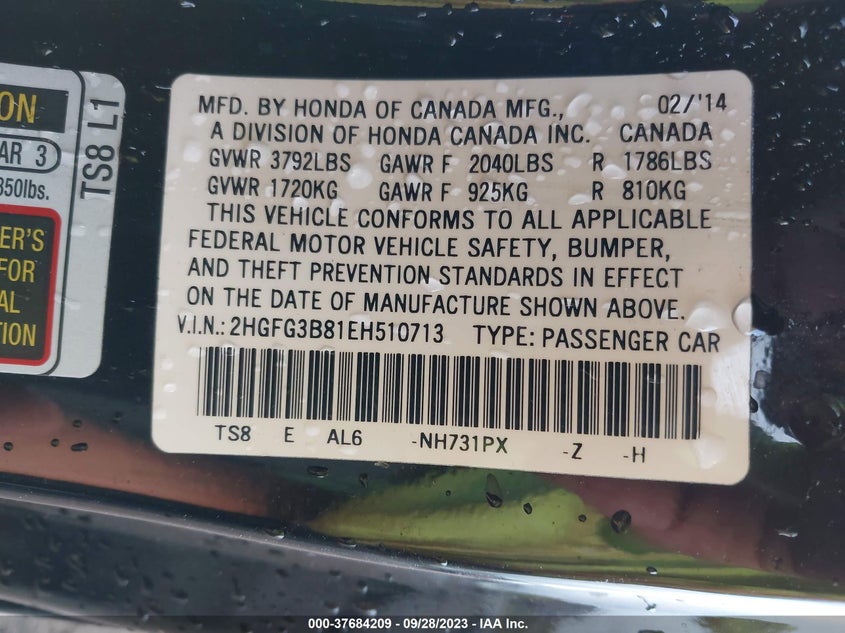 ON
AR 3
350lbs.
ER'S
FOR
AL
TION
TS8 L1
MFD. BY HONDA OF CANADA MFG., 02/'14
A DIVISION OF HONDA CANADA INC. CANADA
GVWR 3792LBS GAWR F 2040LBS R 1786LBS
GVWR 1720KG GAWR F 925KG R 810KG
THIS VEHICLE CONFORMS TO ALL APPLICABLE
FEDERAL MOTOR VEHICLE SAFETY, BUMPER,
AND THEFT PREVENTION STANDARDS IN EFFECT
ON THE DATE OF MANUFACTURE SHOWN ABOVE.
V.I.N.: 2HGFG3B81EH510713 TYPE: PASSENGER CAR
TS8 E AL6 -NH731PX -Z -H
000-37684209 - 09/28/2023 - IAA Inc.